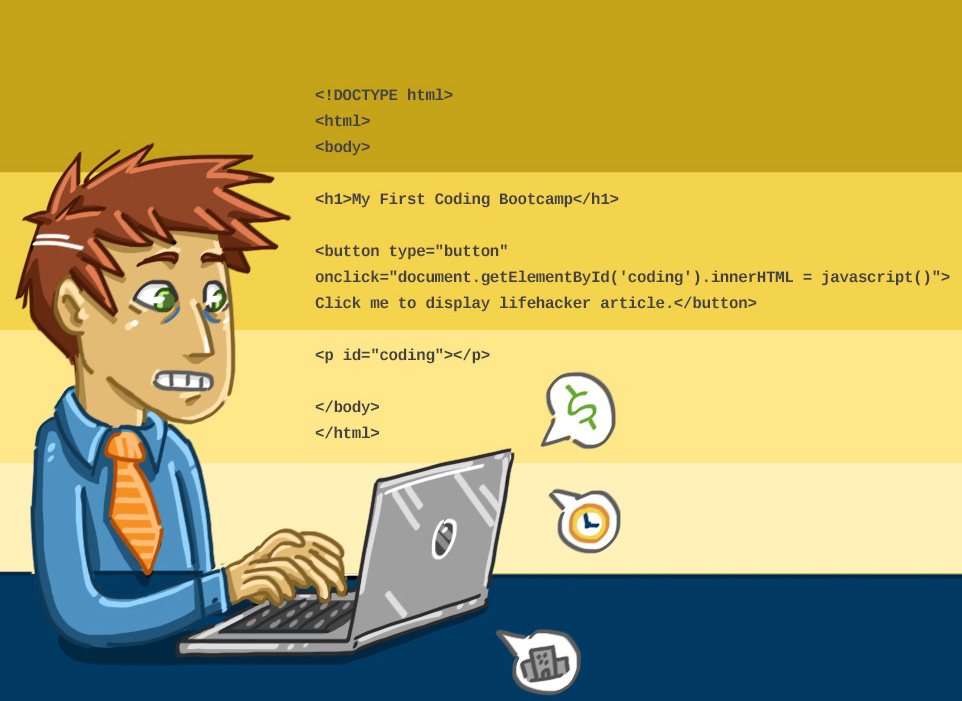 <!DOCTYPE html>
<html>
<body>
<h1>My First Coding Bootcamp</h1>
<button type="button"
onclick="document.getElementById('coding').innerHTML = javascript()">
Click me to display lifehacker article.</button>
<p id="coding"></p>
</body>
</html>